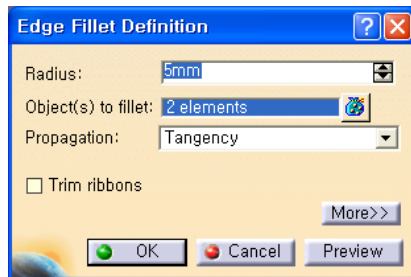 Edge Fillet Definition
Radius: 5mm
Object(s) to fillet: 2 elements
Propagation: Tangency
Trim ribbons
More>>
OK Cancel Preview